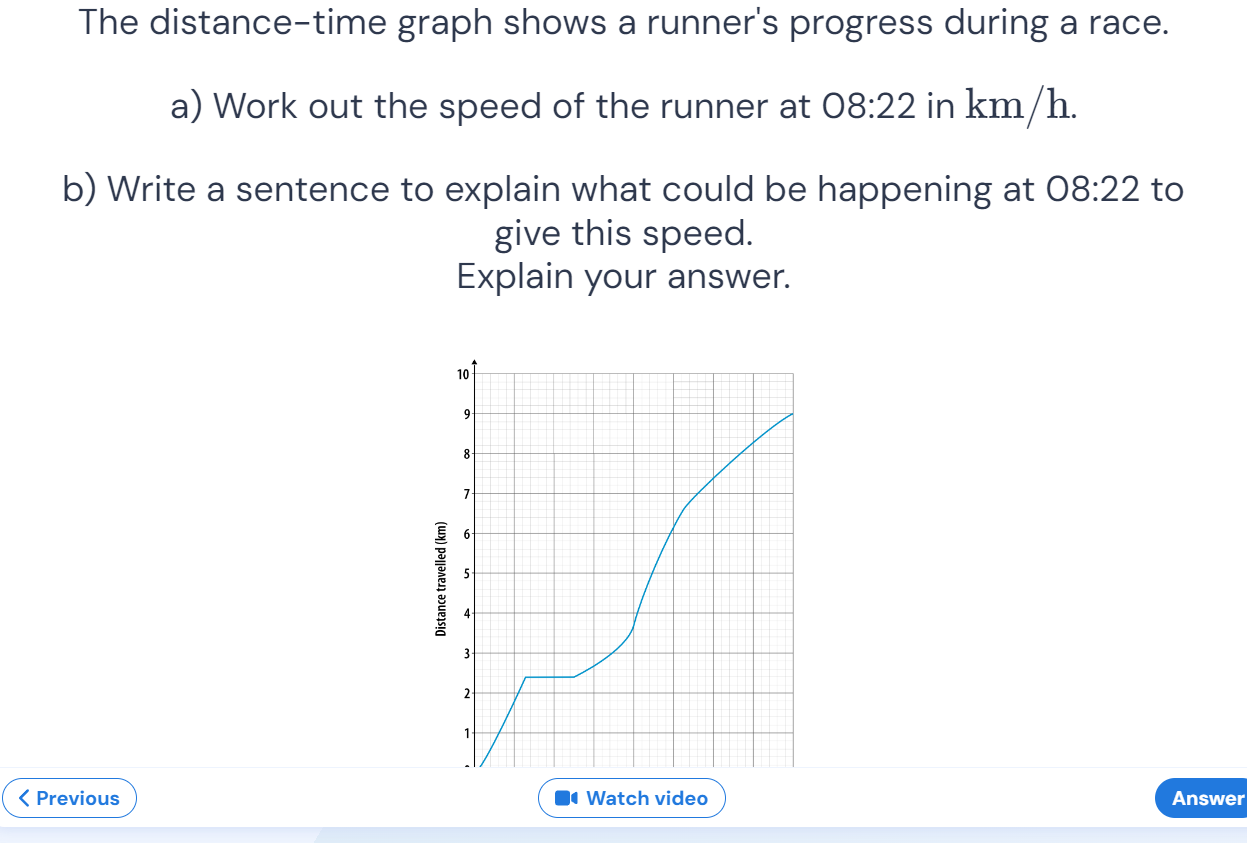 The distance-time graph shows a runner's progress during a race.
a) Work out the speed of the runner at 08:22 in km/h.
b) Write a sentence to explain what could be happening at 08:22 to
give this speed.
Explain your answer.
10
9
8
7
6
5
4
3
2
1
Distance travelled (km)
Previous
Watch video
Answer